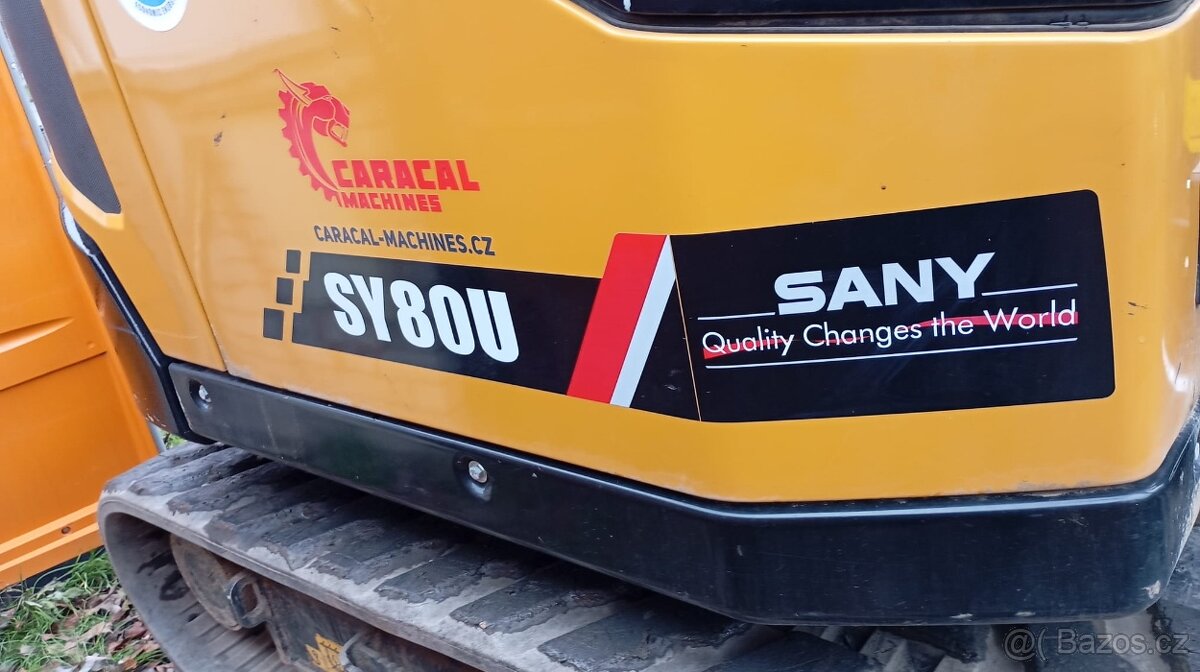 CARACAL
MACHINES
CARACAL-MACHINES.CZ
SY80U
SANY
Quality Changes the World
@( Bazos.cz